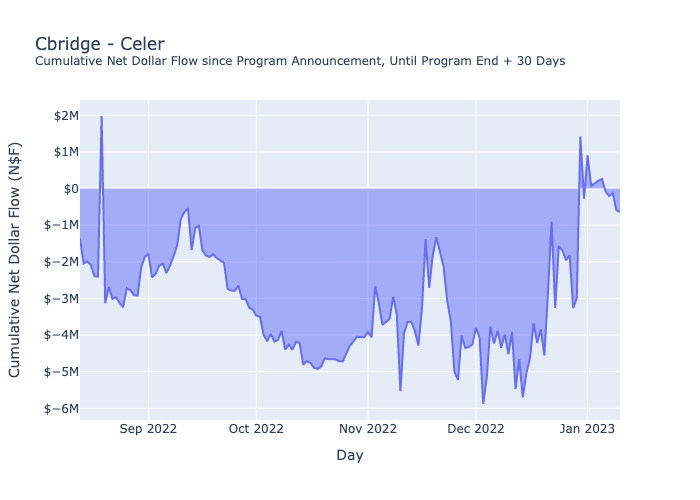 Cbridge - Celer
Cumulative Net Dollar Flow since Program Announcement, Until Program End + 30 Days
Cumulative Net Dollar Flow (N$F)
$2M
$1M
$0
$−1M
$−2M
$−3M
$−4M
$−5M
$−6M
Sep 2022 Oct 2022 Nov 2022 Dec 2022 Jan 2023
Day